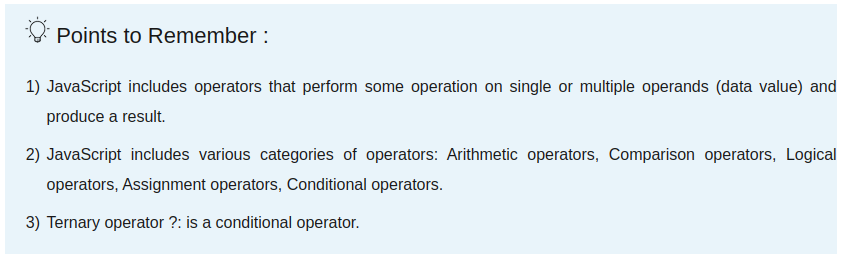 Points to Remember :
1) JavaScript includes operators that perform some operation on single or multiple operands (data value) and
produce a result.
2) JavaScript includes various categories of operators: Arithmetic operators, Comparison operators, Logical
operators, Assignment operators, Conditional operators.
3) Ternary operator ?: is a conditional operator.